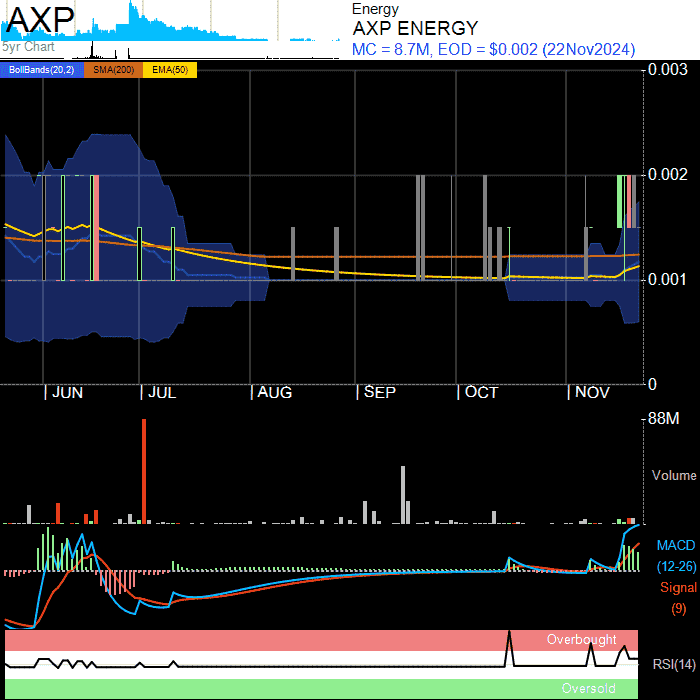 AXP
5yr Chart
Energy
AXP ENERGY
MC = 8.7M, EOD = $0.002 (22Nov2024)
BollBands(20,2) SMA(200) EMA(50)
0.003
0.002
0.001
0
JUN JUL AUG SEP OCT NOV
88M
Volume
MACD
(12-26)
Signal
(9)
Overbought
RSI(14)
Oversold